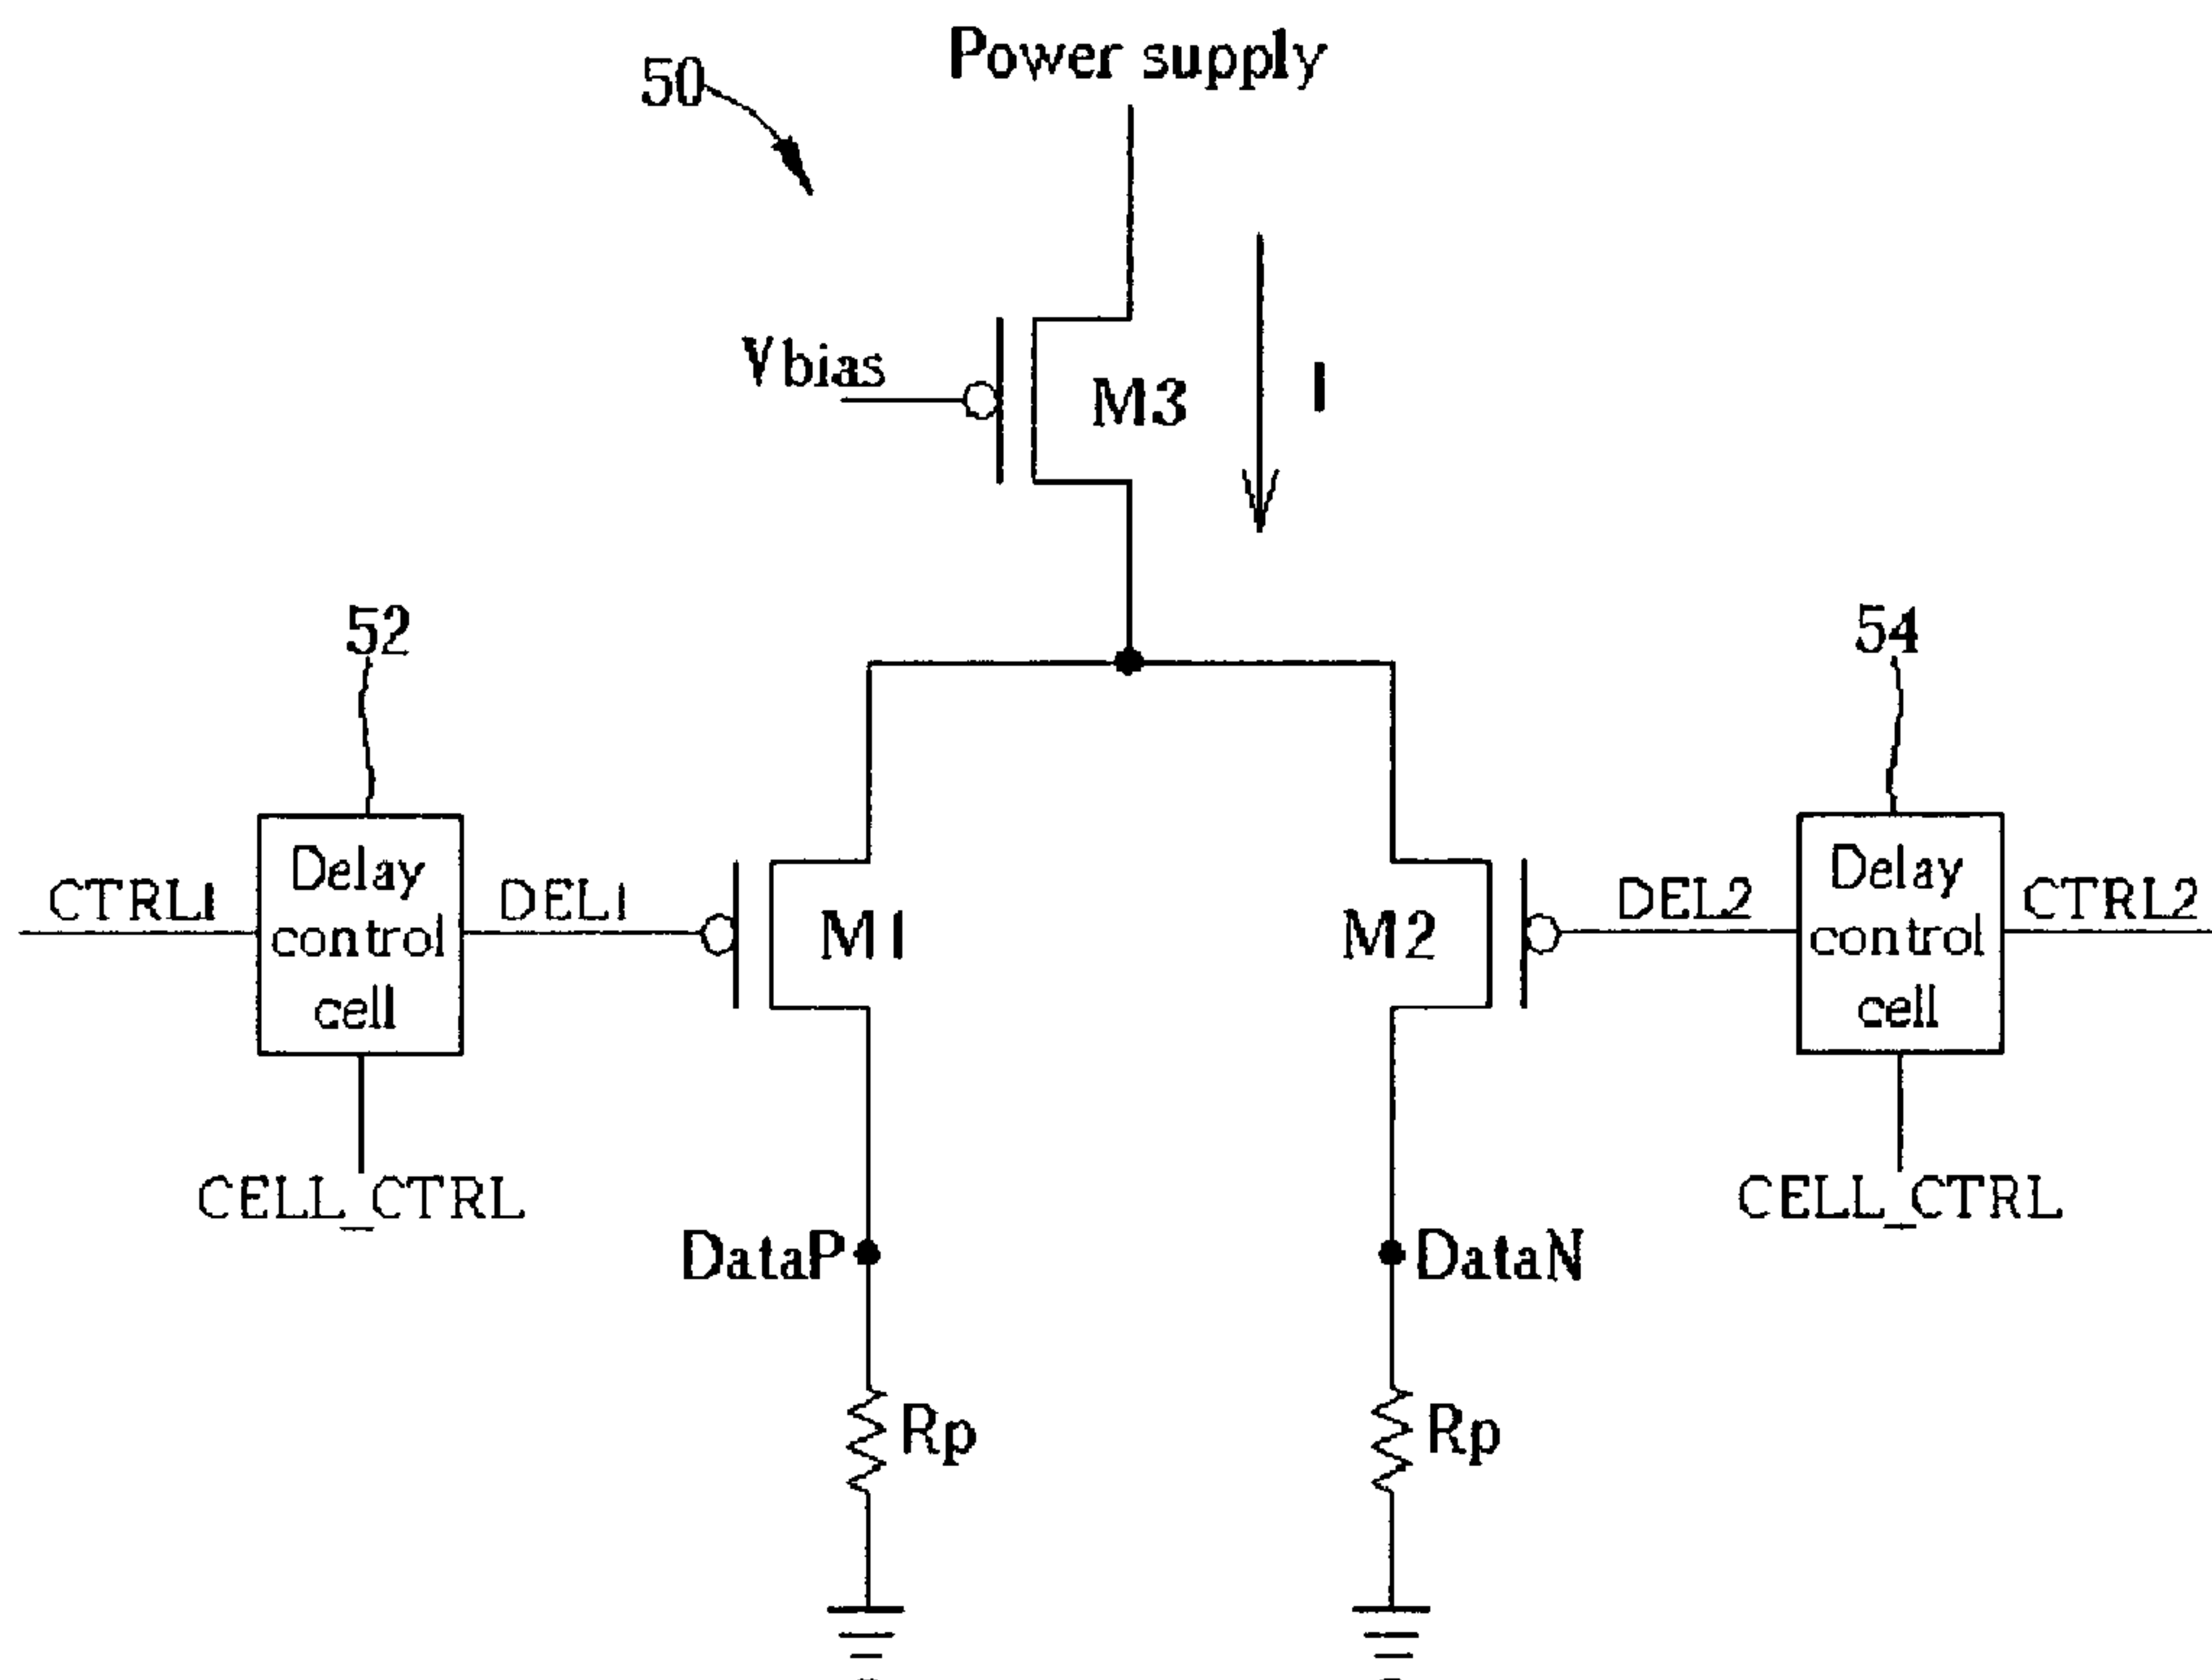 Power supply
50
Vbias
M3
I
52
54
Delay
control
cell
CTRL1
DEL1
M1
M2
DEL2
Delay
control
cell
CTRL2
CELL_CTRL
CELL_CTRL
DataP
DataN
Rp
Rp